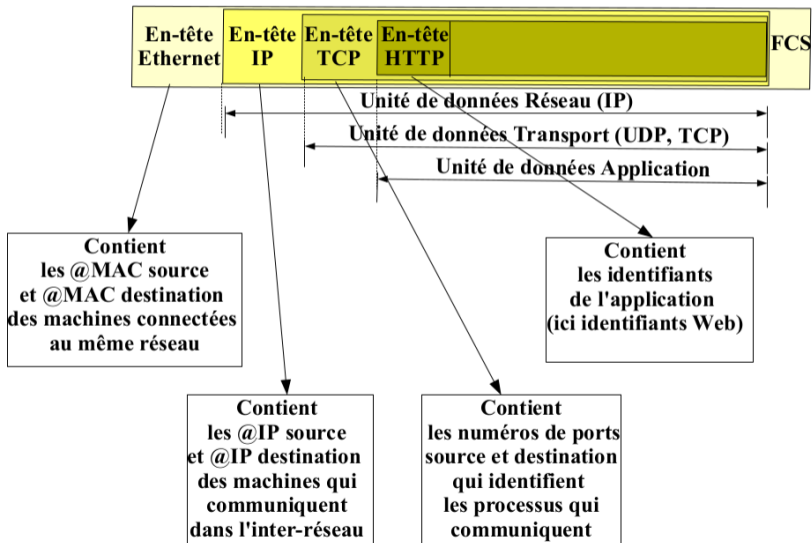 En-tête
Ethernet
En-tête
IP
En-tête
TCP
En-tête
HTTP
FCS
Unité de données Réseau (IP)
Unité de données Transport (UDP, TCP)
Unité de données Application
Contient
les @MAC source
et @MAC destination
des machines connectées
au même réseau
Contient
les identifiants
de l'application
(ici identifiants Web)
Contient
les @IP source
et @IP destination
des machines qui
communiquent
dans l'inter-réseau
Contient
les numéros de ports
source et destination
qui identifient
les processus qui
communiquent